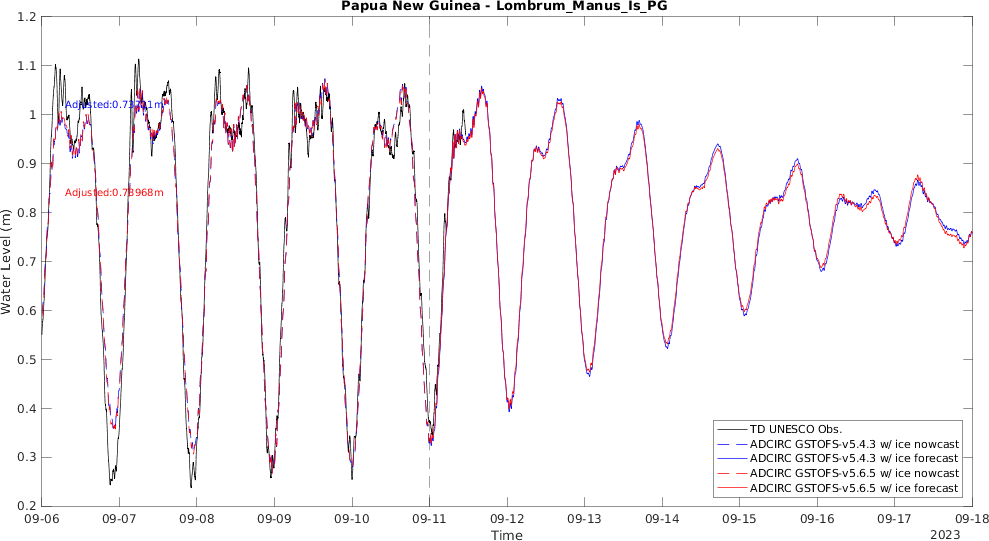 Papua New Guinea - Lombrum_Manus_Is_PG
1.2
1.1
1
0.9
0.8
0.7
0.6
0.5
0.4
0.3
0.2
Water Level (m)
Adjusted:0.73968m
TD UNESCO Obs.
ADCIRC GSTOFS-v5.4.3 w/ ice nowcast
ADCIRC GSTOFS-v5.4.3 w/ ice forecast
ADCIRC GSTOFS-v5.6.5 w/ ice nowcast
ADCIRC GSTOFS-v5.6.5 w/ ice forecast
09-06 09-07 09-08 09-09 09-10 09-11 09-12 09-13 09-14 09-15 09-16 09-17 09-18
Time
2023